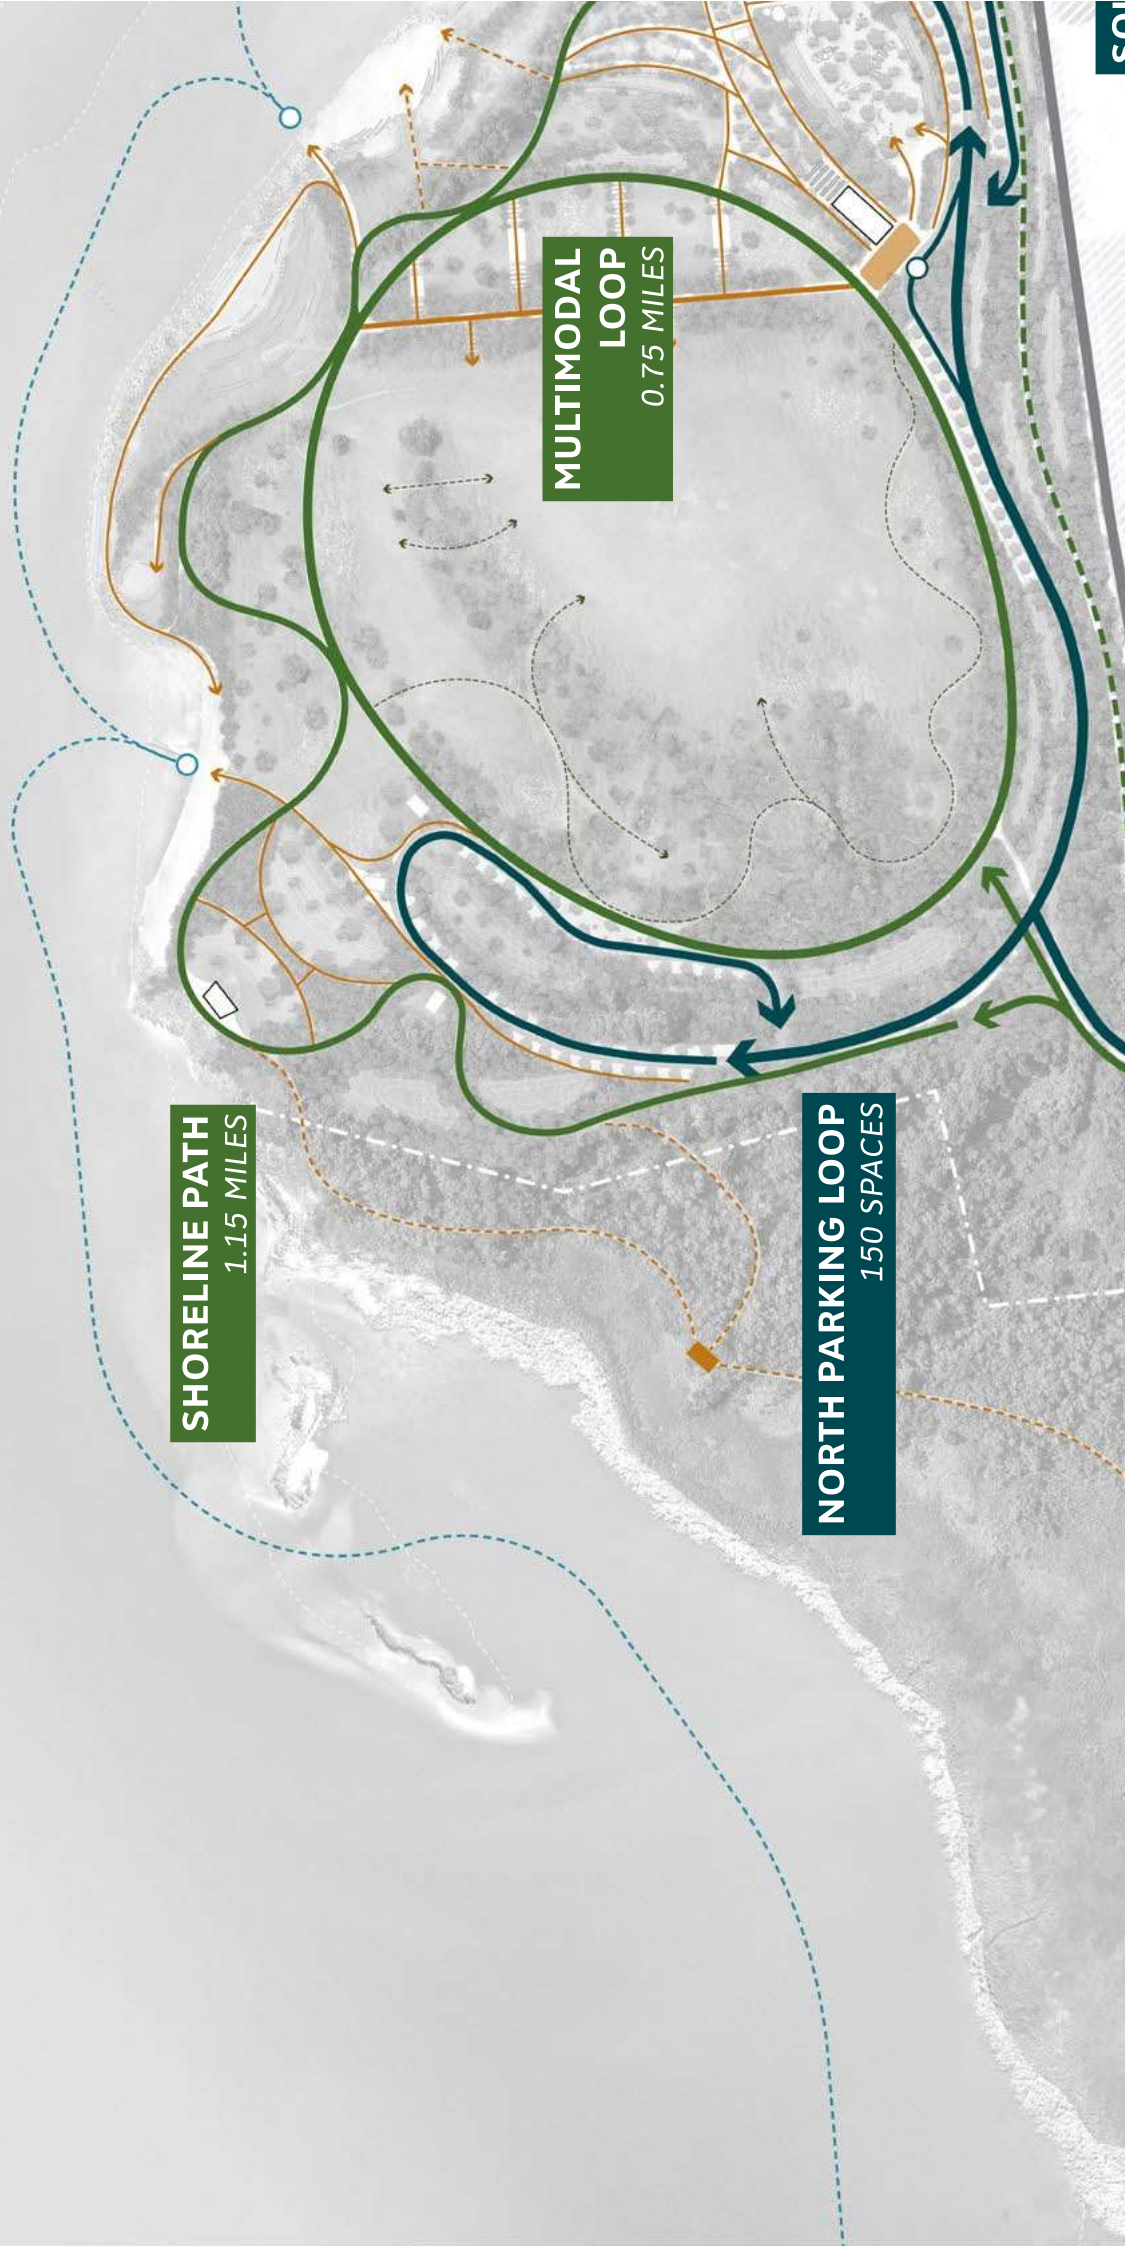 MULTIMODAL
LOOP
0.75 MILES
SHORELINE PATH
1.15 MILES
NORTH PARKING LOOP
150 SPACES